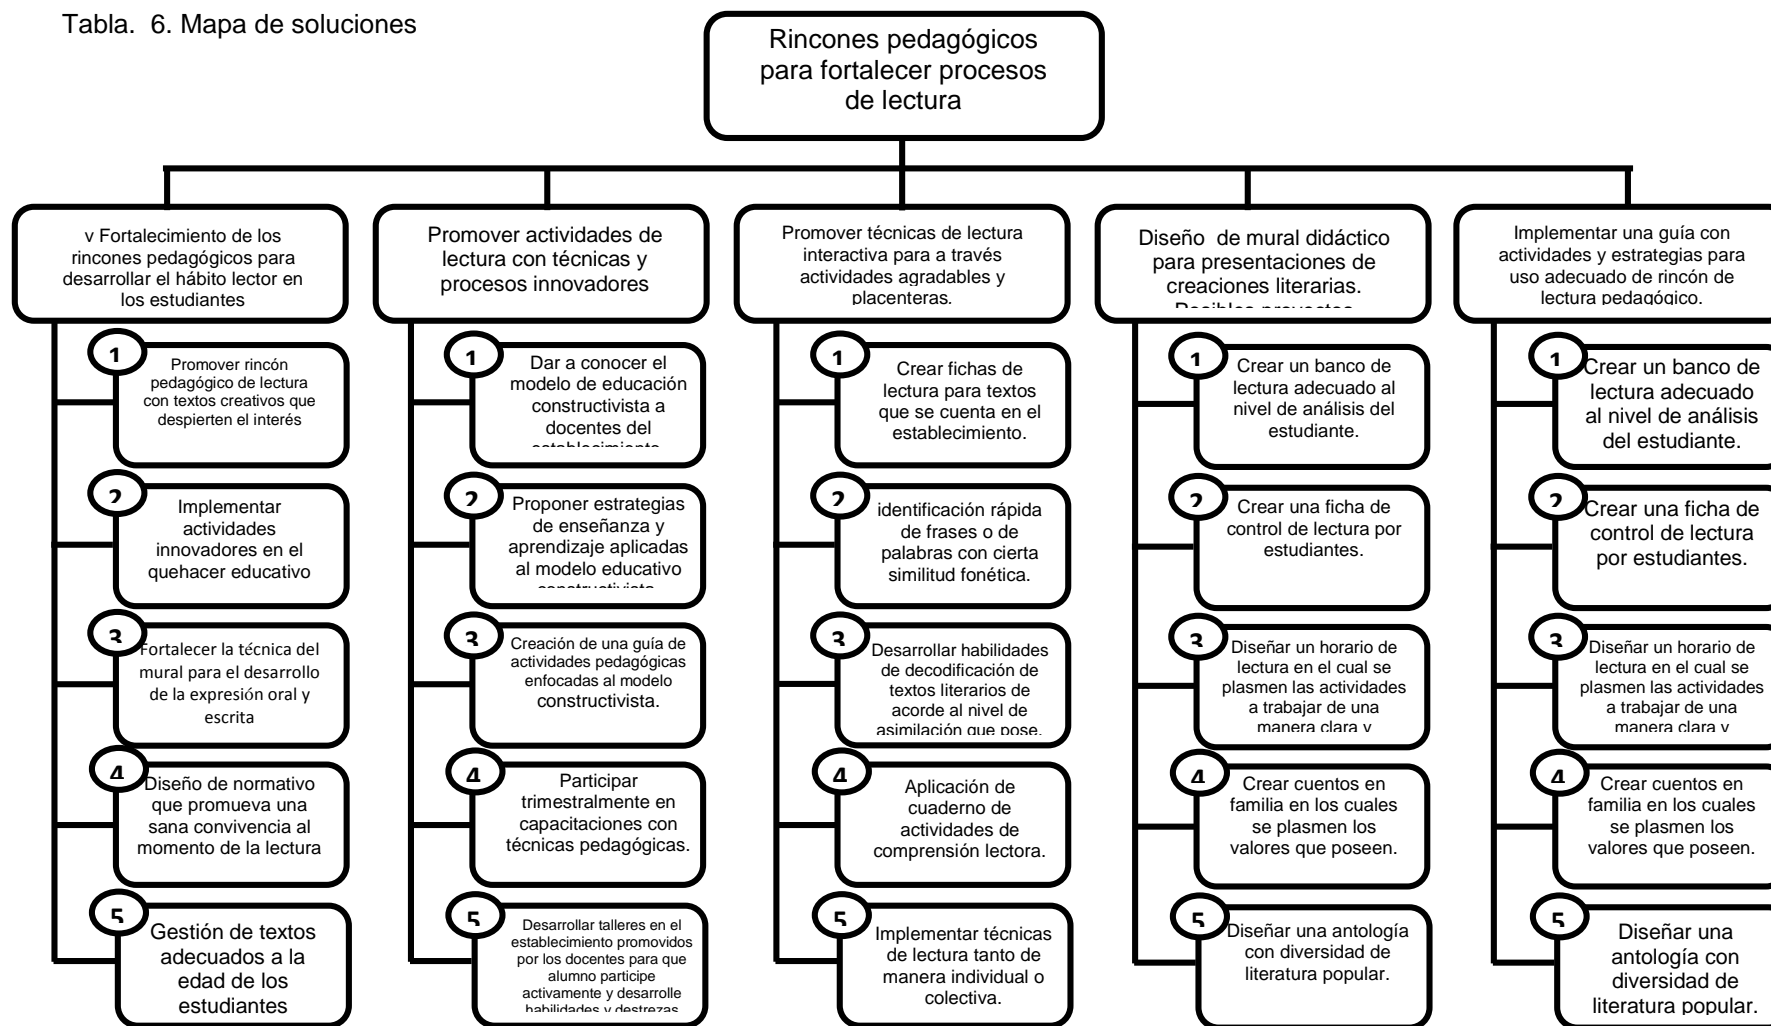 Tabla.  6. Mapa de soluciones
Rincones pedagógicos
para fortalecer procesos
de lectura
v Fortalecimiento de los
rincones pedagógicos para
desarrollar el hábito lector en
los estudiantes
1
Promover rincón
pedagógico de lectura
con textos creativos que
despierten el interés
2
Implementar
actividades
innovadores en el
quehacer educativo
3
Fortalecer la técnica del
mural para el desarrollo
de la expresión oral y
escrita
4
Diseño de normativo
que promueva una
sana convivencia al
momento de la lectura
5
Gestión de textos
adecuados a la
edad de los
estudiantes
Promover actividades de
lectura con técnicas y
procesos innovadores
1
Dar a conocer el
modelo de educación
constructivista a
docentes del
establecimiento
2
Proponer estrategias
de enseñanza y
aprendizaje aplicadas
al modelo educativo
constructivista
3
Creación de una guía de
actividades pedagógicas
enfocadas al modelo
constructivista.
4
Participar
trimestralmente en
capacitaciones con
técnicas pedagógicas.
5
Desarrollar talleres en el
establecimiento promovidos
por los docentes para que
alumno participe
activamente y desarrolle
habilidades y destrezas
Promover técnicas de lectura
interactiva para a través
actividades agradables y
placenteras.
1
Crear fichas de
lectura para textos
que se cuenta en el
establecimiento.
2
identificación rápida
de frases o de
palabras con cierta
similitud fonética.
3
Desarrollar habilidades
de decodificación de
textos literarios de
acorde al nivel de
asimilación que pose.
4
Aplicación de
cuaderno de
actividades de
comprensión lectora.
5
Implementar técnicas
de lectura tanto de
manera individual o
colectiva.
Diseño  de mural didáctico
para presentaciones de
creaciones literarias.
Posibles proyectos
1
Crear un banco de
lectura adecuado al
nivel de análisis del
estudiante.
2
Crear una ficha de
control de lectura por
estudiantes.
3
Diseñar un horario de
lectura en el cual se
plasmen las actividades
a trabajar de una
manera clara y
4
Crear cuentos en
familia en los cuales
se plasmen los
valores que poseen.
5
Diseñar una antología
con diversidad de
literatura popular.
Implementar una guía con
actividades y estrategias para
uso adecuado de rincón de
lectura pedagógico.
1
Crear un banco de
lectura adecuado
al nivel de análisis
del estudiante.
2
Crear una ficha de
control de lectura
por estudiantes.
3
Diseñar un horario de
lectura en el cual se
plasmen las actividades
a trabajar de una
manera clara y
4
Crear cuentos en
familia en los cuales
se plasmen los
valores que poseen.
5
Diseñar una
antología con
diversidad de
literatura popular.